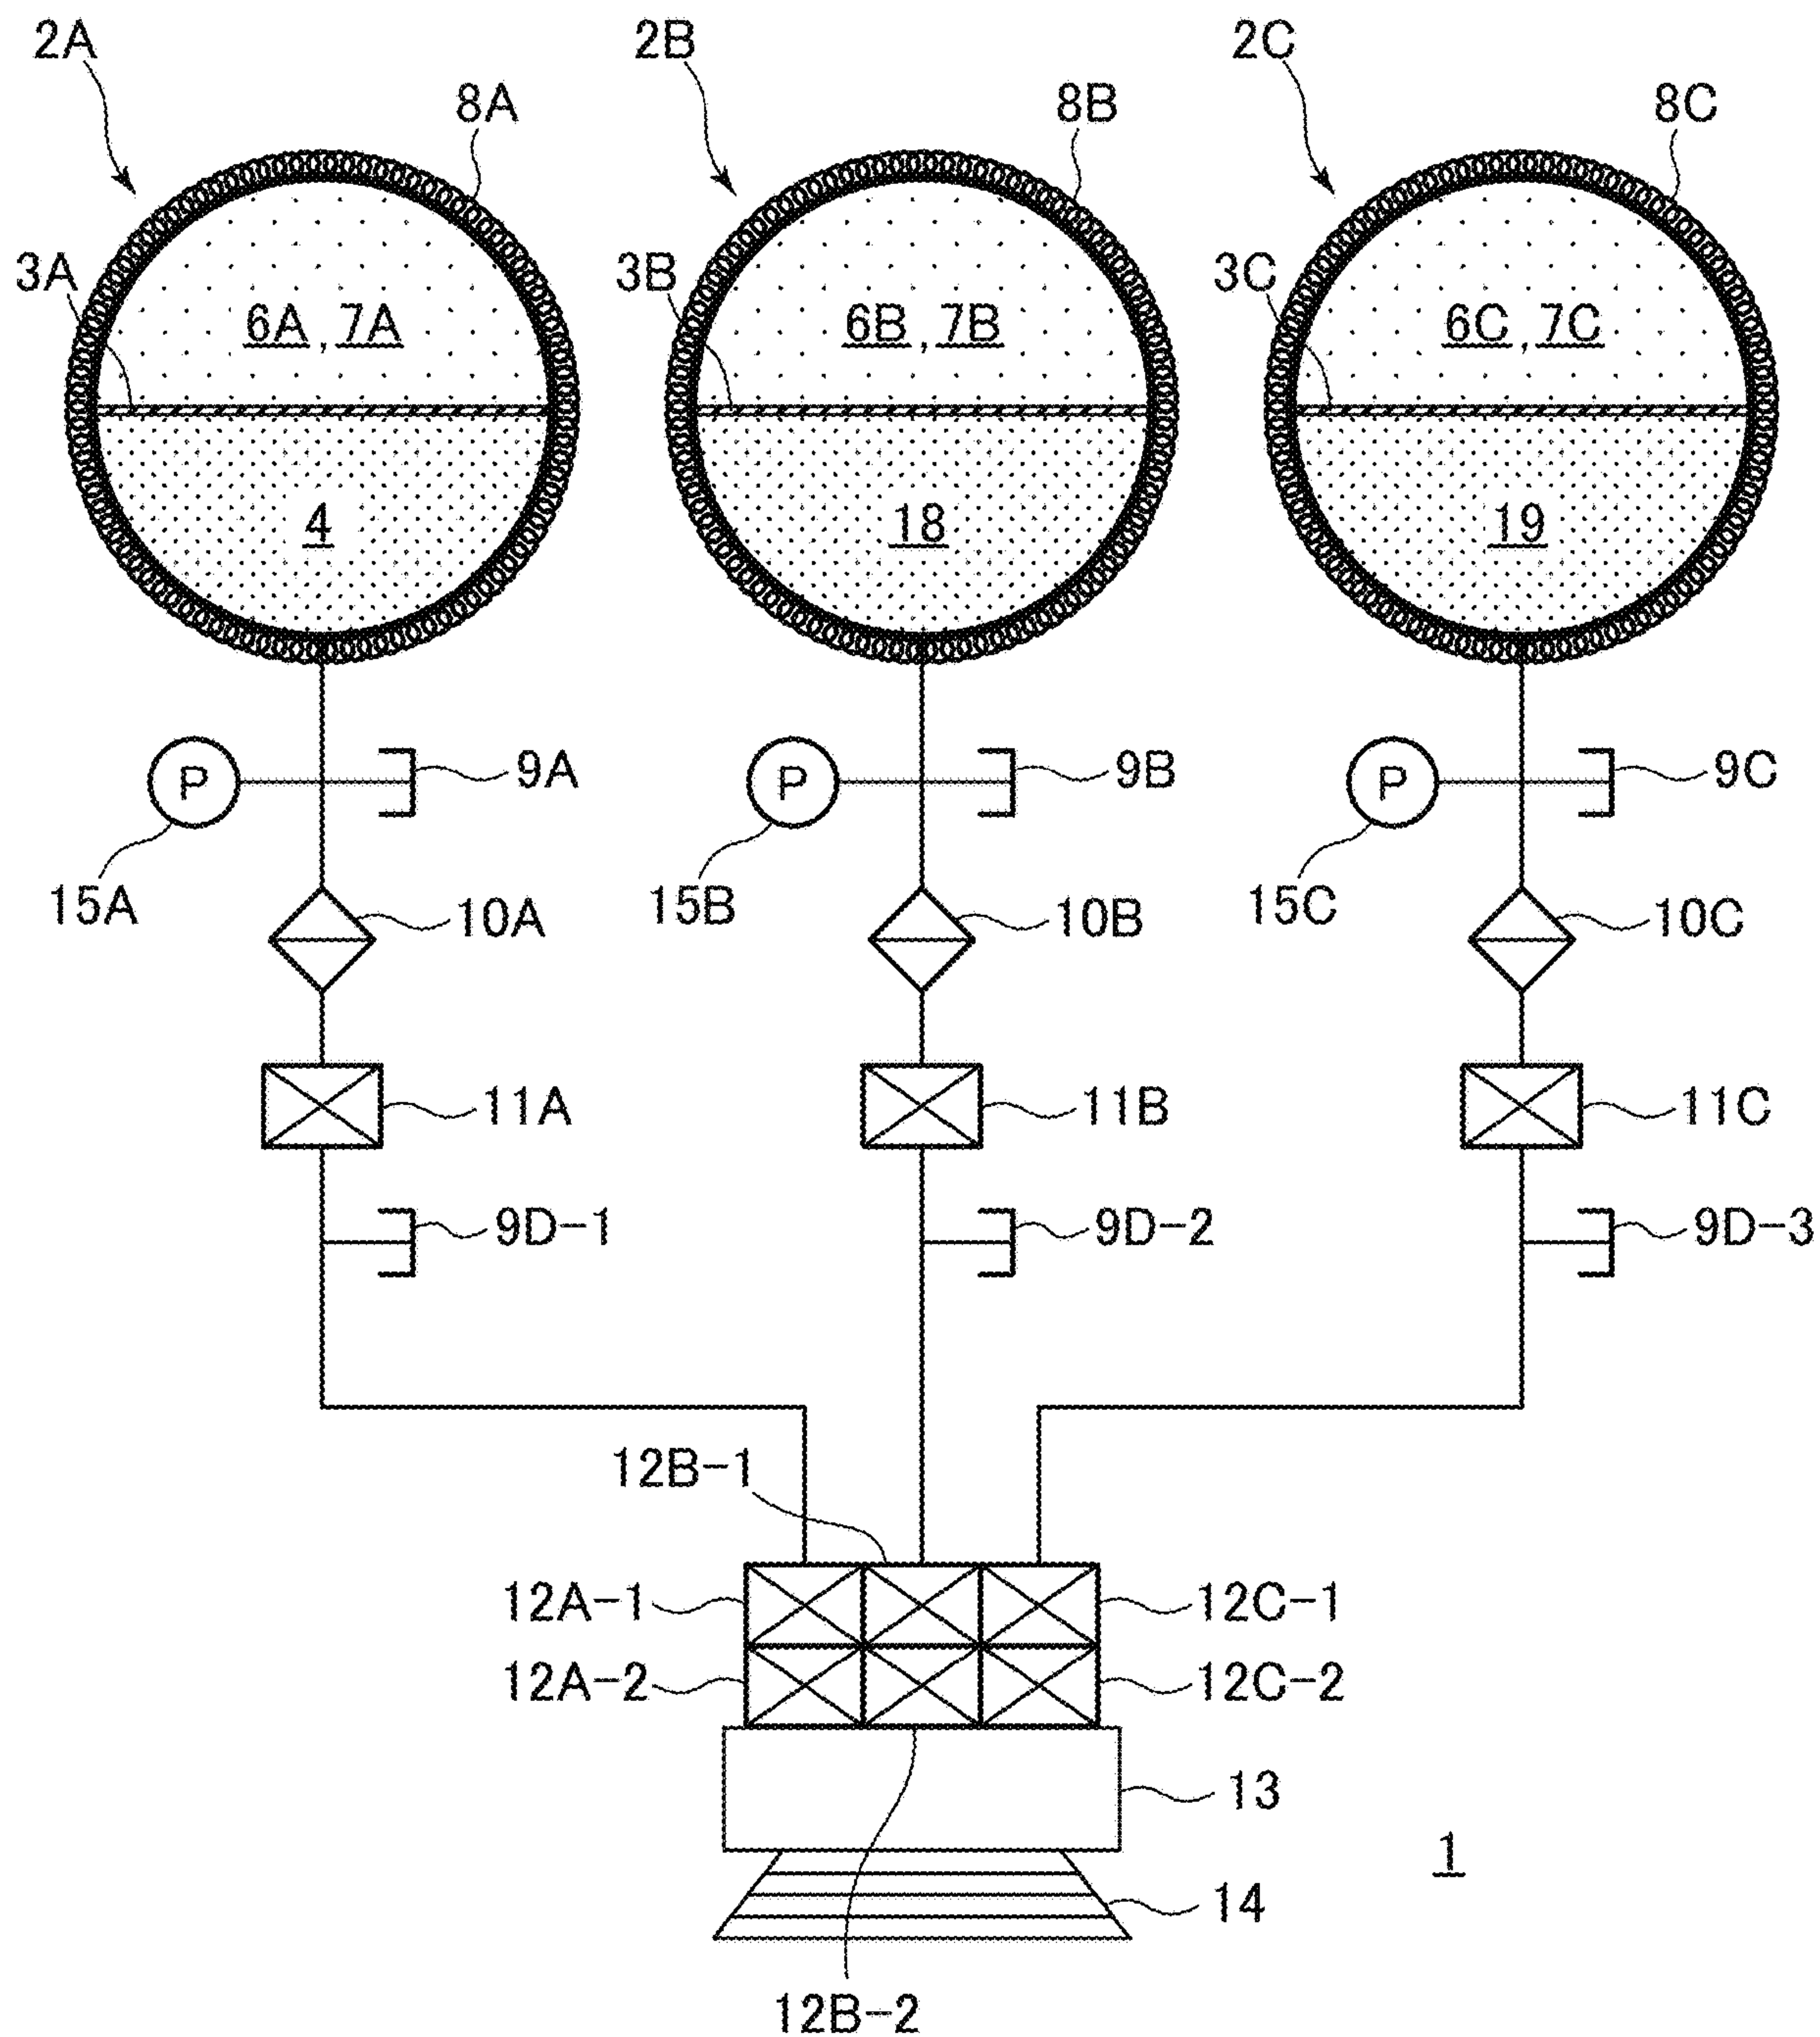 2A 2B 2C
8A 8B 8C
3A 3B 3C
6A, 7A 6B, 7B 6C, 7C
4 18 19
P 9A P 9B P 9C
15A 10A 15B 10B 15C 10C
11A 11B 11C
9D-1 9D-2 9D-3
12B-1
12A-1 12C-1
12A-2 12C-2
13
1
14
12B-2